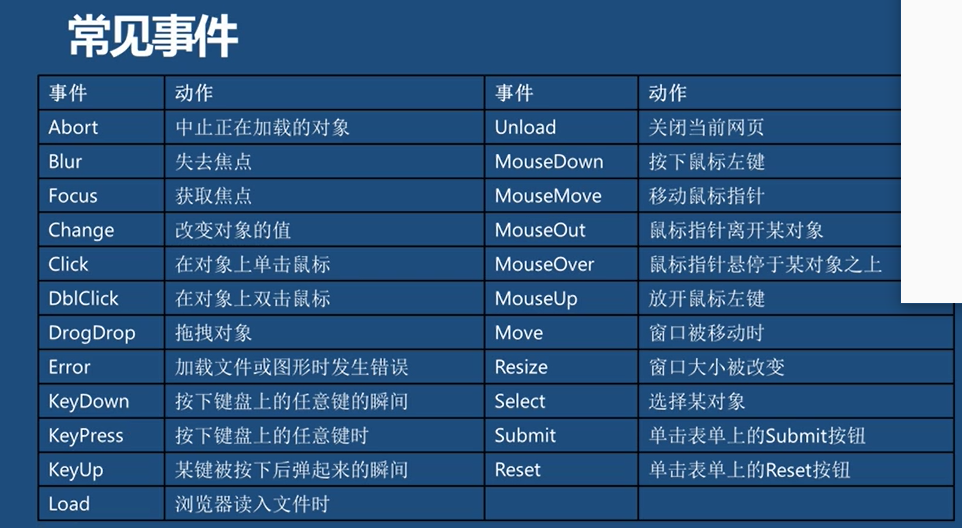 常见事件
事件 动作 事件 动作
Abort 中止正在加载的对象 Unload 关闭当前网页
Blur 失去焦点 MouseDown 按下鼠标左键
Focus 获取焦点 MouseMove 移动鼠标指针
Change 改变对象的值 MouseOut 鼠标指针离开某对象
Click 在对象上单击鼠标 MouseOver 鼠标指针悬停于某对象之上
DblClick 在对象上双击鼠标 MouseUp 放开鼠标左键
DrogDrop 拖拽对象 Move 窗口被移动时
Error 加载文件或图形时发生错误 Resize 窗口大小被改变
KeyDown 按下键盘上的任意键的瞬间 Select 选择某对象
KeyPress 按下键盘上的任意键时 Submit 单击表单上的Submit按钮
KeyUp 某键被按下后弹起来的瞬间 Reset 单击表单上的Reset按钮
Load 浏览器读入文件时